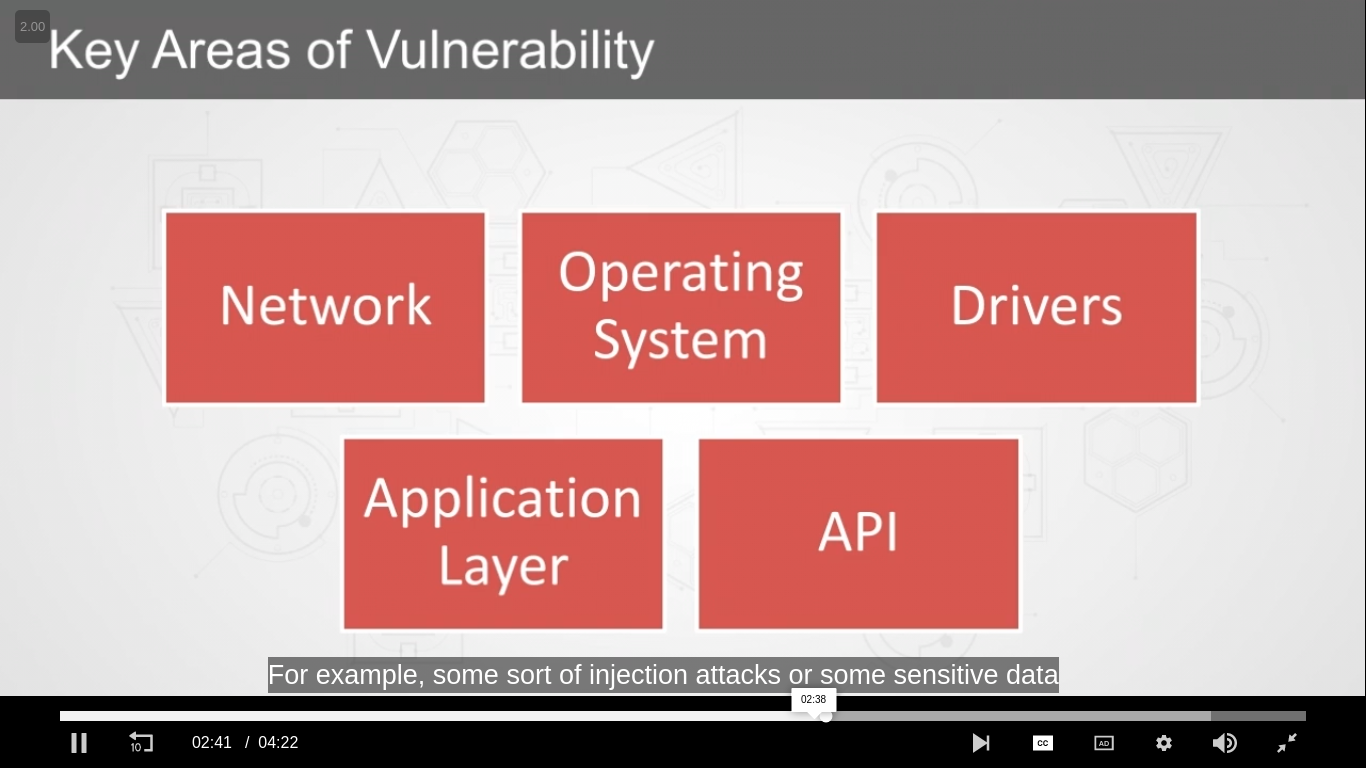 2.00
Key Areas of Vulnerability
Network
Operating
System
Drivers
Application
Layer
API
For example, some sort of injection attacks or some sensitive data
02:38
10
02:41 / 04:22
CC
AD